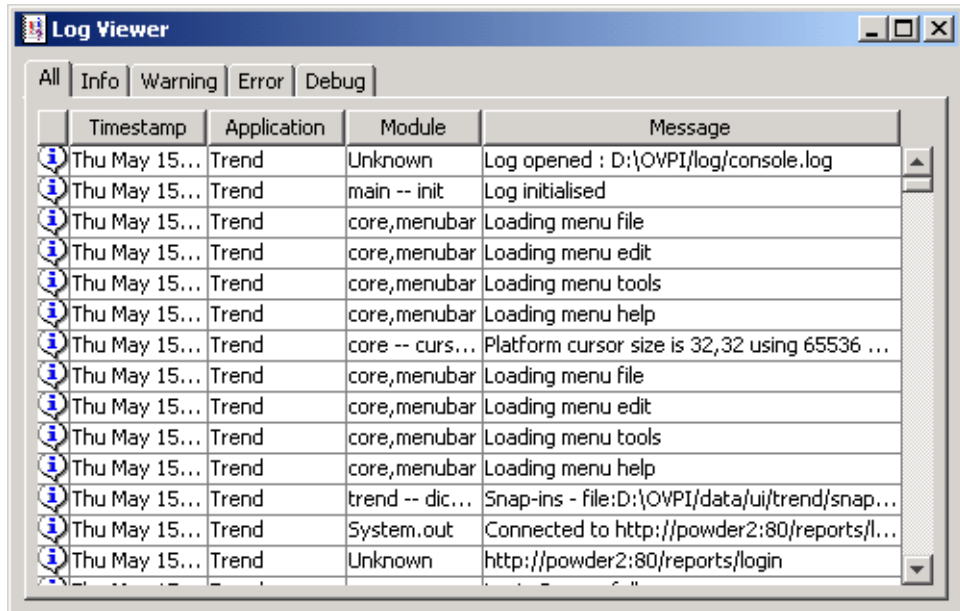 Log Viewer
All Info Warning Error Debug
Timestamp Application Module Message
Thu May 15... Trend Unknown Log opened : D:\OVPI/log/console.log
Thu May 15... Trend main -- init Log initialised
Thu May 15... Trend core,menubar Loading menu file
Thu May 15... Trend core,menubar Loading menu edit
Thu May 15... Trend core,menubar Loading menu tools
Thu May 15... Trend core,menubar Loading menu help
Thu May 15... Trend core -- curs... Platform cursor size is 32,32 using 65536 ...
Thu May 15... Trend core,menubar Loading menu file
Thu May 15... Trend core,menubar Loading menu edit
Thu May 15... Trend core,menubar Loading menu tools
Thu May 15... Trend core,menubar Loading menu help
Thu May 15... Trend trend -- dic... Snap-ins - file:D:\OVPI/data/ui/trend/snap...
Thu May 15... Trend System.out Connected to http://powder2:80/reports/l...
Thu May 15... Trend Unknown http://powder2:80/reports/login